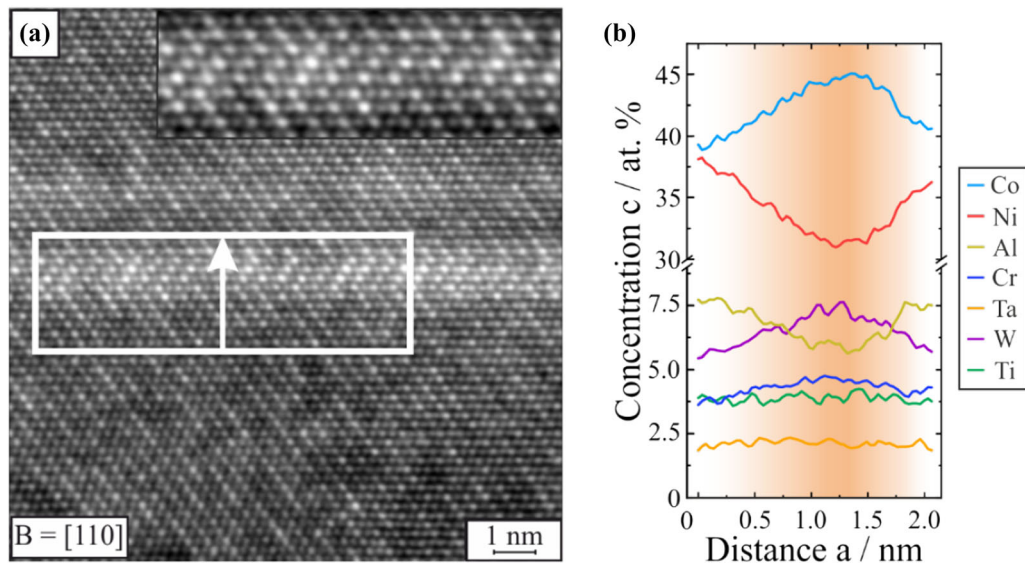 (a)
B = [110]
1 nm
(b)
Concentration c / at. %
45
40
35
30
7.5
5.0
2.5
0
0 0.5 1.0 1.5 2.0
Distance a / nm
Co
Ni
Al
Cr
Ta
W
Ti